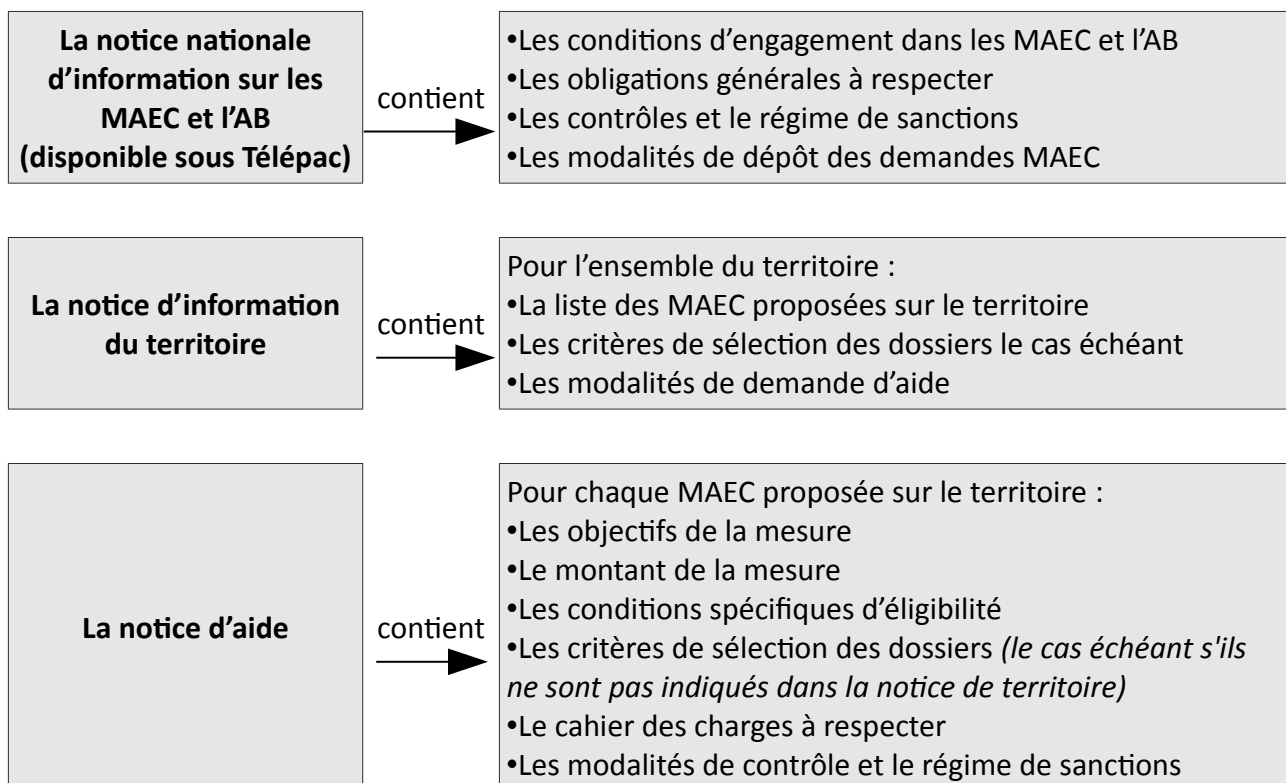 La notice nationale
d'information sur les
MAEC et l'AB
(disponible sous Télépac)
contient
•Les conditions d'engagement dans les MAEC et l'AB
•Les obligations générales à respecter
•Les contrôles et le régime de sanctions
•Les modalités de dépôt des demandes MAEC
La notice d'information
du territoire
contient
Pour l'ensemble du territoire :
•La liste des MAEC proposées sur le territoire
•Les critères de sélection des dossiers le cas échéant
•Les modalités de demande d'aide
La notice d'aide
contient
Pour chaque MAEC proposée sur le territoire :
•Les objectifs de la mesure
•Le montant de la mesure
•Les conditions spécifiques d'éligibilité
•Les critères de sélection des dossiers (le cas échéant s'ils
ne sont pas indiqués dans la notice de territoire)
•Le cahier des charges à respecter
•Les modalités de contrôle et le régime de sanctions